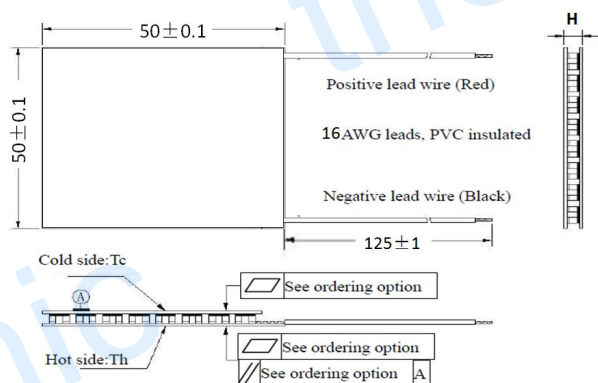 50±0.1
H
50±0.1
Positive lead wire (Red)
16AWG leads, PVC insulated
Negative lead wire (Black)
125±1
Cold side:Tc
A
See ordering option
See ordering option
Hot side:Th
See ordering option A